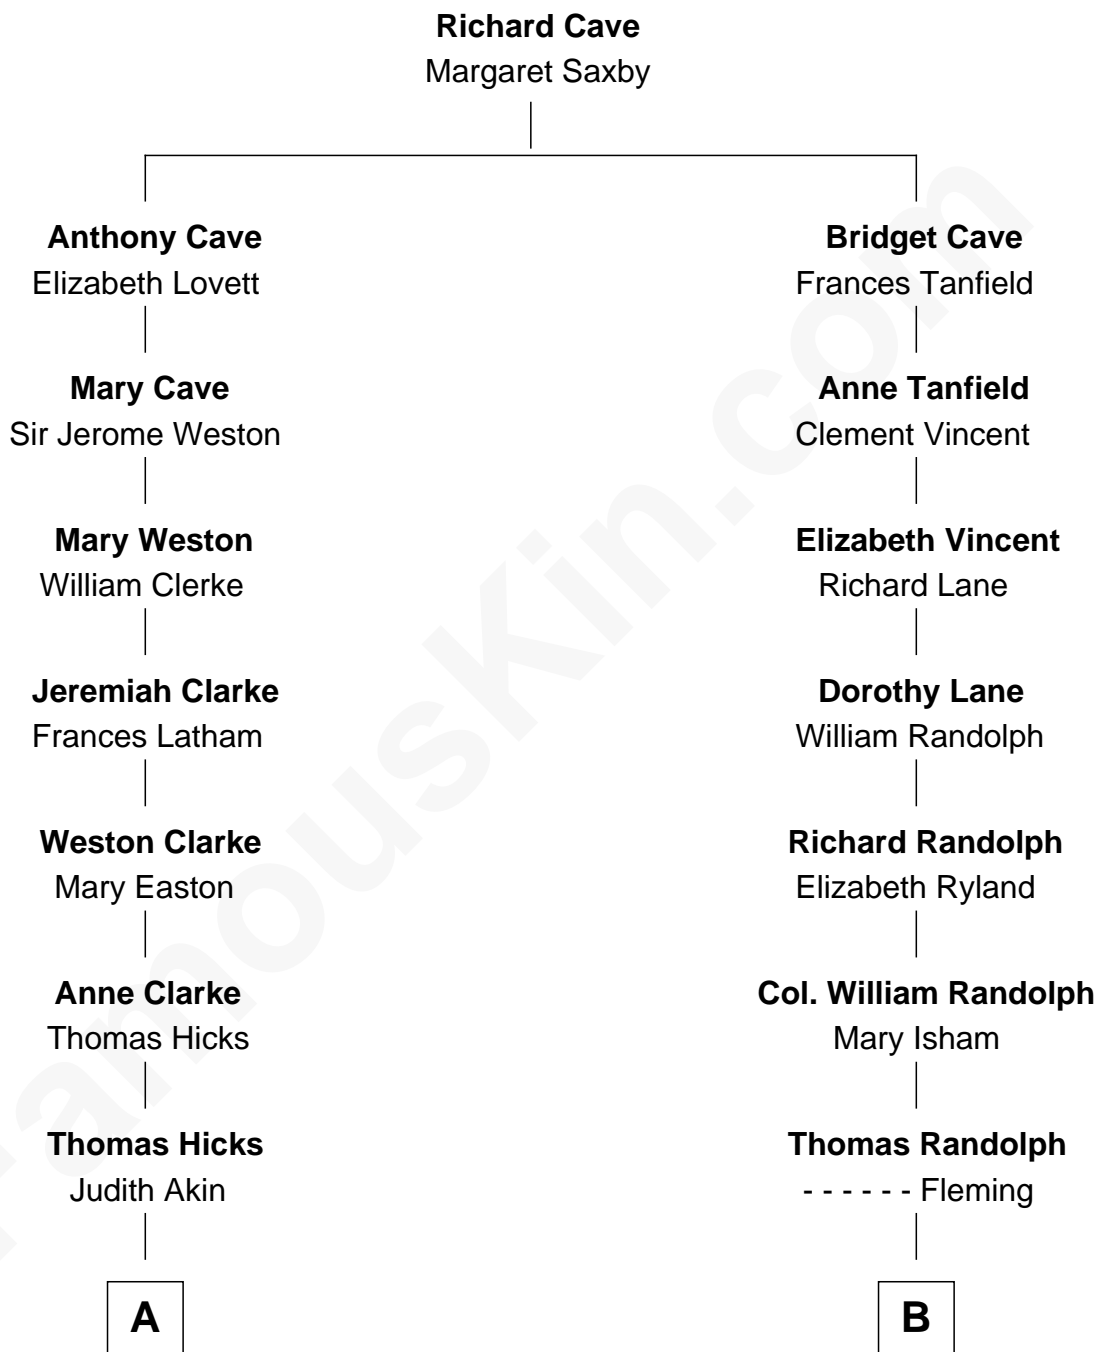 Richard Cave
Margaret Saxby
Anthony Cave
Elizabeth Lovett
Mary Cave
Sir Jerome Weston
Mary Weston
William Clerke
Jeremiah Clarke
Frances Latham
Weston Clarke
Mary Easton
Anne Clarke
Thomas Hicks
Thomas Hicks
Judith Akin
A
Bridget Cave
Frances Tanfield
Anne Tanfield
Clement Vincent
Elizabeth Vincent
Richard Lane
Dorothy Lane
William Randolph
Richard Randolph
Elizabeth Ryland
Col. William Randolph
Mary Isham
Thomas Randolph
- - - - - - Fleming
B
FamousKin.com